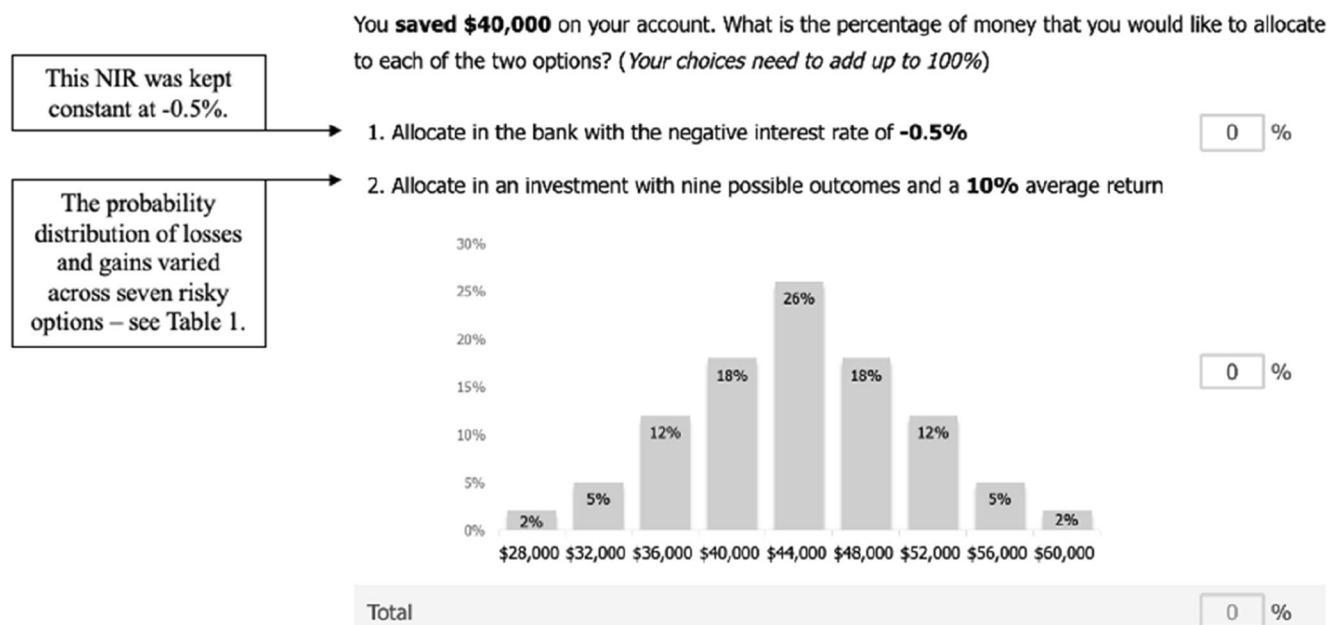 You saved $40,000 on your account. What is the percentage of money that you would like to allocate
to each of the two options? (Your choices need to add up to 100%)
This NIR was kept
constant at -0.5%.
1. Allocate in the bank with the negative interest rate of -0.5%
0 %
The probability
distribution of losses
and gains varied
across seven risky
options – see Table 1.
2. Allocate in an investment with nine possible outcomes and a 10% average return
30%
25%
20%
15%
10%
5%
0%
2%
5%
12%
18%
26%
18%
12%
5%
2%
$28,000 $32,000 $36,000 $40,000 $44,000 $48,000 $52,000 $56,000 $60,000
0 %
Total
0 %